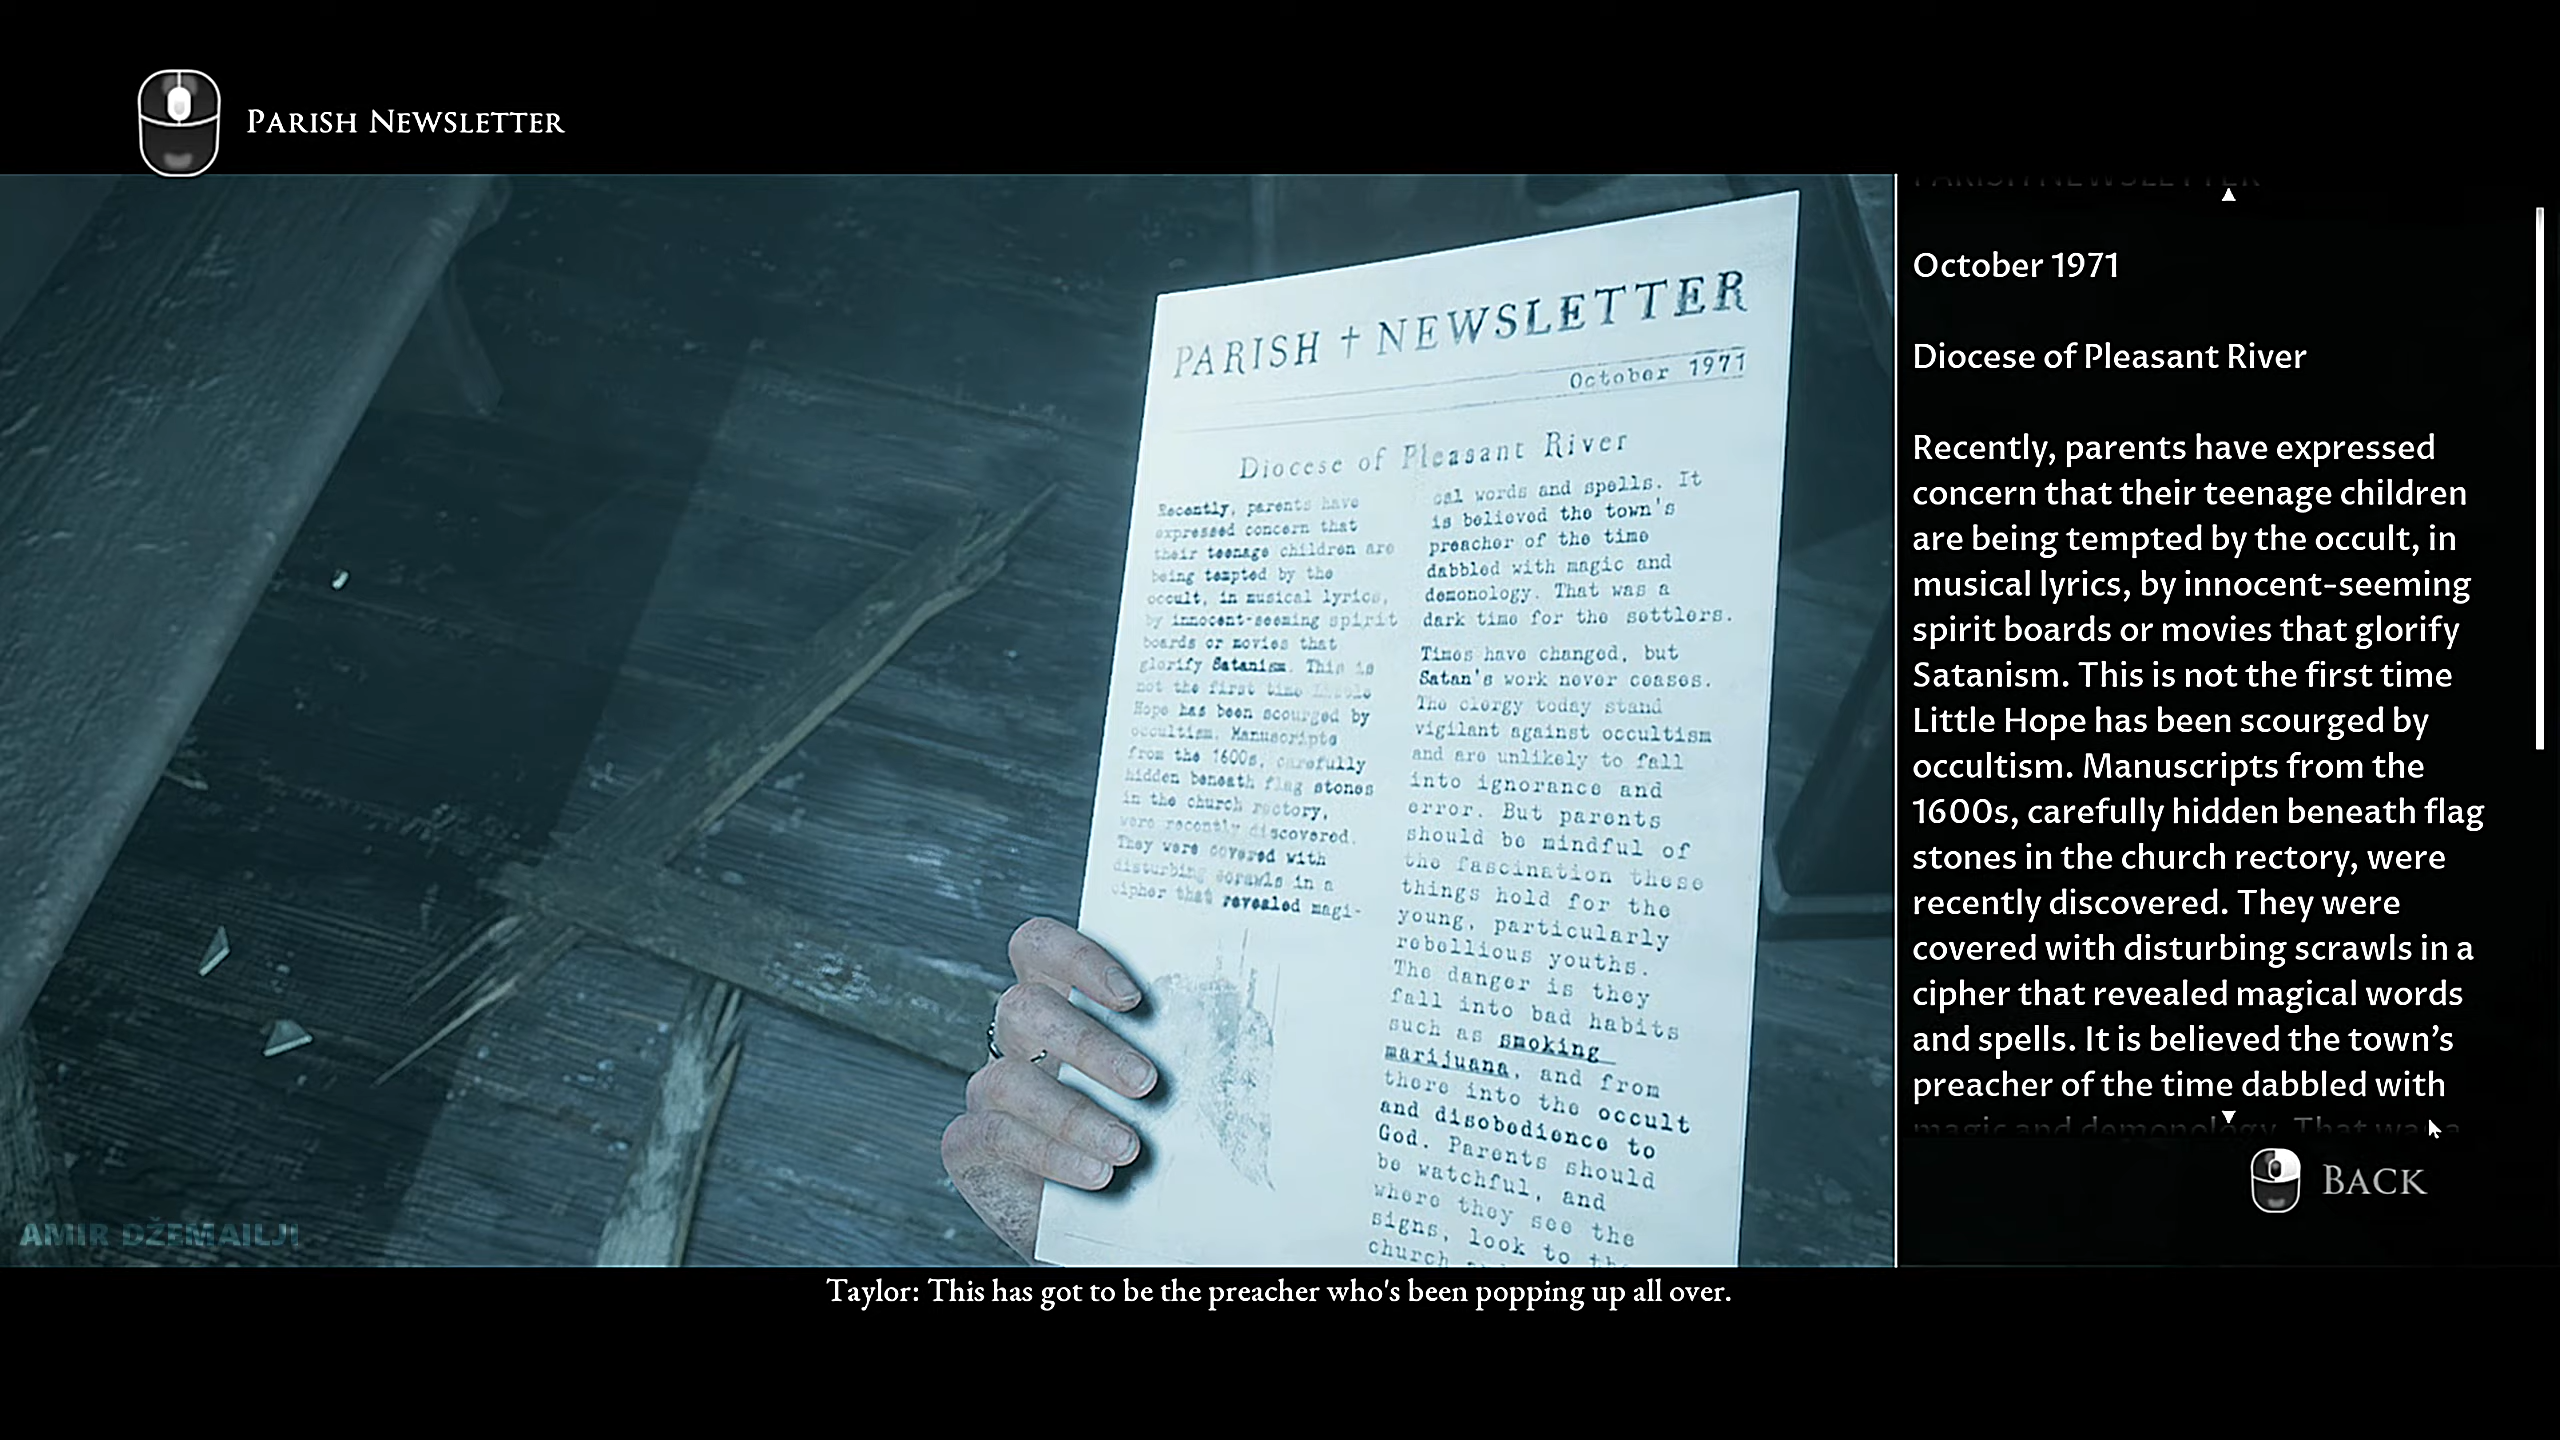 PARISH NEWSLETTER
PARISH † NEWSLETTER
October 1971
Diocese of Pleasant River
Recently, parents have
expressed concern that
their teenage children are
being tempted by the
occult, in musical lyrics,
by innocent-seeming spirit
boards or movies that
glorify Satanism. This is
not the first time Little
Hope has been scourged by
occultism. Manuscripts
from the 1600s, carefully
hidden beneath flag stones
in the church rectory,
were recently discovered.
They were covered with
disturbing scrawls in a
cipher that revealed magi-
cal words and spells. It
is believed the town's
preacher of the time
dabbled with magic and
demonology. That was a
dark time for the settlers.
Times have changed, but
Satan's work never ceases.
The clergy today stand
vigilant against occultism
and are unlikely to fall
into ignorance and
error. But parents
should be mindful of
the fascination these
things hold for the
young, particularly
rebellious youths.
The danger is they
fall into bad habits
such as smoking
marijuana, and from
there into the occult
and disobedience to
God. Parents should
be watchful, and
where they see the
signs, look to
church
PARISH NEWSLETTER
October 1971
Diocese of Pleasant River
Recently, parents have expressed
concern that their teenage children
are being tempted by the occult, in
musical lyrics, by innocent-seeming
spirit boards or movies that glorify
Satanism. This is not the first time
Little Hope has been scourged by
occultism. Manuscripts from the
1600s, carefully hidden beneath flag
stones in the church rectory, were
recently discovered. They were
covered with disturbing scrawls in a
cipher that revealed magical words
and spells. It is believed the town's
preacher of the time dabbled with
magic and demonology. That was a
BACK
AMIR DŽEMAILJI
Taylor: This has got to be the preacher who's been popping up all over.